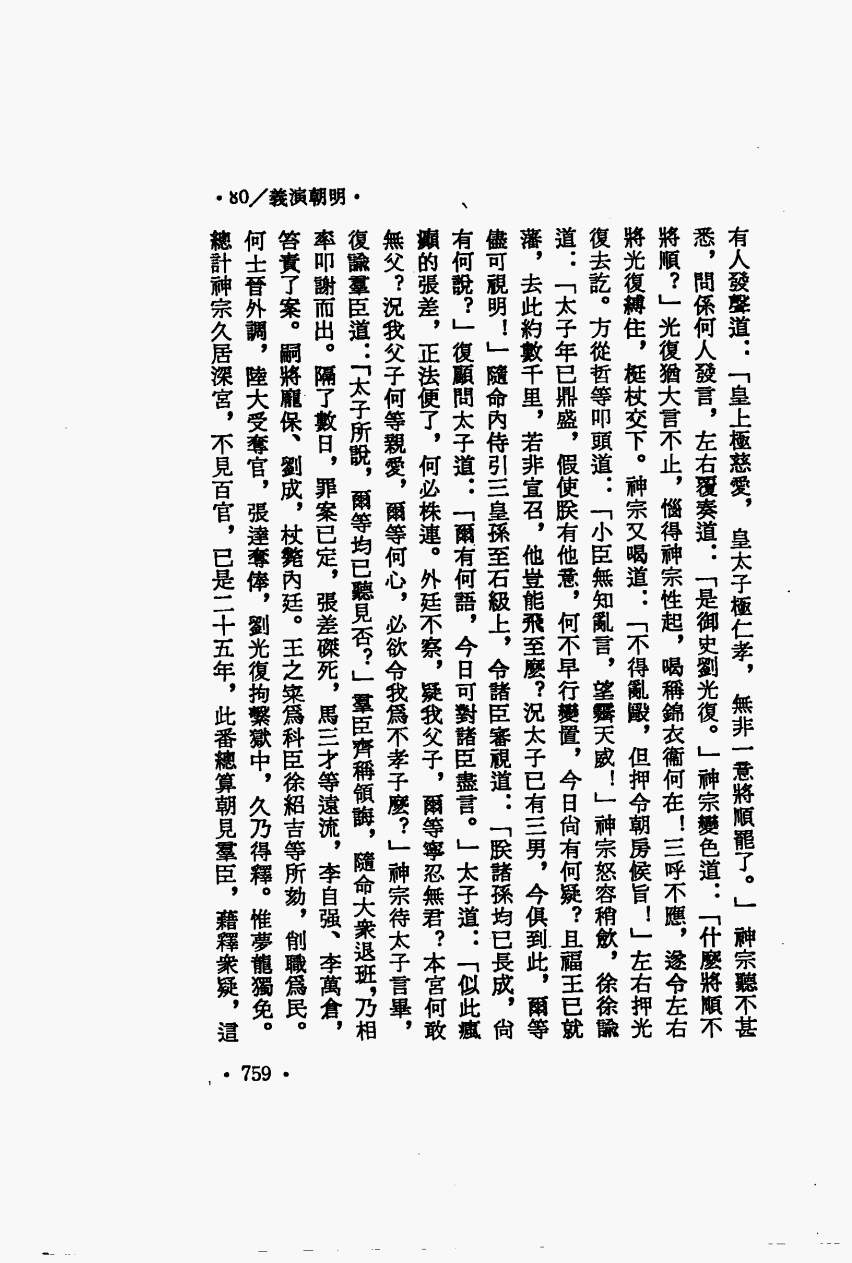 •80／義演朝明•
有人發聲道：「皇上極慈愛，皇太子極仁孝，無非一意將順罷了。」神宗聽不甚
悉，問係何人發言，左右覆奏道：「是御史劉光復。」神宗變色道：「什麼將順不
將順？」光復猶大言不止，惱得神宗性起，喝稱錦衣衞何在！三呼不應，遂令左右
將光復縛住，梃杖交下。神宗又喝道：「不得亂毆，但押令朝房候旨！」左右押光
復去訖。方從哲等叩頭道：「小臣無知亂言，望霽天威！」神宗怒容稍歛，徐徐諭
道：「太子年已鼎盛，假使朕有他意，何不早行變置，今日尙有何疑？且福王已就
藩，去此約數千里，若非宣召，他豈能飛至麼？況太子已有三男，今俱到此，爾等
儘可視明！」隨命內侍引三皇孫至石級上，令諸臣審視道：「朕諸孫均已長成，尙
有何說？」復顧問太子道：「爾有何語，今日可對諸臣盡言。」太子道：「似此瘋
顚的張差，正法便了，何必株連。外廷不察，疑我父子，爾等寧忍無君？本宮何敢
無父？況我父子何等親愛，爾等何心，必欲令我爲不孝子麼？」神宗待太子言畢，
復諭羣臣道：「太子所說，爾等均已聽見否？」羣臣齊稱領誨，隨命大衆退班，乃相
率叩謝而出。隔了數日，罪案已定，張差磔死，馬三才等遠流，李自强、李萬倉，
笞責了案。嗣將龐保、劉成，杖斃內廷。王之寀爲科臣徐紹吉等所劾，削職爲民。
何士晉外調，陸大受奪官，張達奪俸，劉光復拘繫獄中，久乃得釋。惟夢龍獨免。
總計神宗久居深宮，不見百官，已是二十五年，此番總算朝見羣臣，藉釋衆疑，這
•759•